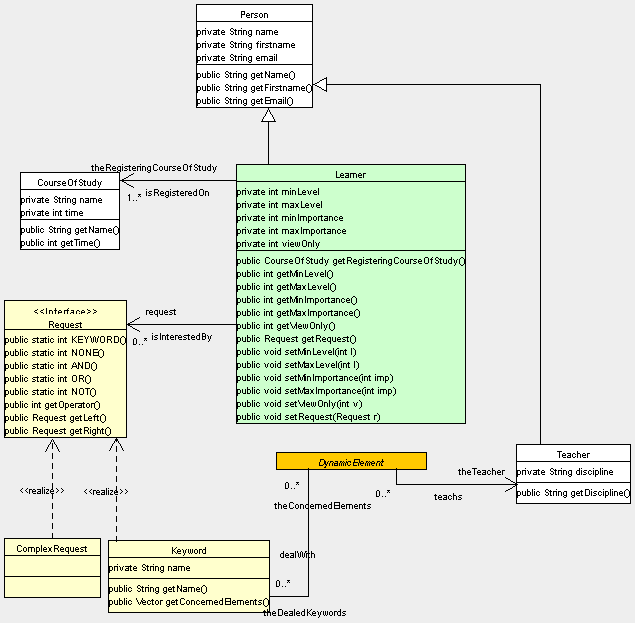 Person
private String name
private String firstname
private String email
public String getName()
public String getFirstname()
public String getEmail()
theRegisteringCourseOfStudy
1..* isRegisteredOn
CourseOfStudy
private String name
private int time
public String getName()
public int getTime()
Learner
private int minLevel
private int maxLevel
private int minImportance
private int maxImportance
private int viewOnly
public CourseOfStudy getRegisteringCourseOfStudy()
public int getMinLevel()
public int getMaxLevel()
public int getMinImportance()
public int getMaxImportance()
public int getViewOnly()
public Request getRequest()
public void setMinLevel(int l)
public void setMaxLevel(int l)
public void setMinImportance(int imp)
public void setMaxImportance(int imp)
public void setViewOnly(int v)
public void setRequest(Request r)
request
0..* isInterestedBy
<<Interface>>
Request
public static int KEYWORD()
public static int NONE()
public static int AND()
public static int OR()
public static int NOT()
public int getOperator()
public Request getLeft()
public Request getRight()
<<realize>>
<<realize>>
DynamicElement
0..*
0..*
theConcernedElements
theTeacher
teachs
Teacher
private String discipline
public String getDiscipline()
ComplexRequest
Keyword
private String name
public String getName()
public Vector getConcernedElements()
dealWith
0..*
theDealedKeywords